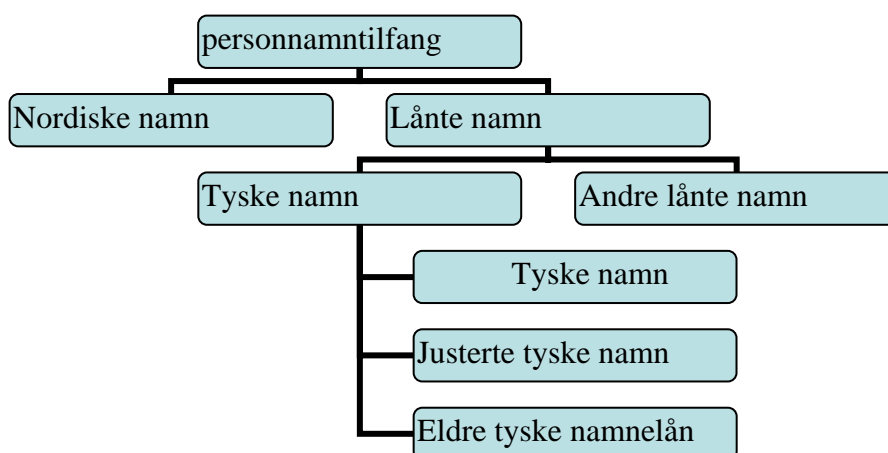 personnamntilfang
Nordiske namn
Lånte namn
Tyske namn
Andre lånte namn
Tyske namn
Justerte tyske namn
Eldre tyske namnelån